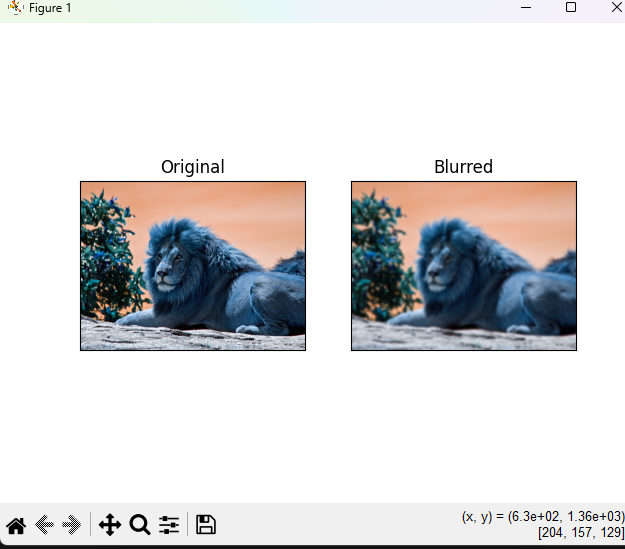 Figure 1
Original
Blurred
(x, y) = (6.3e+02, 1.36e+03)
[204, 157, 129]